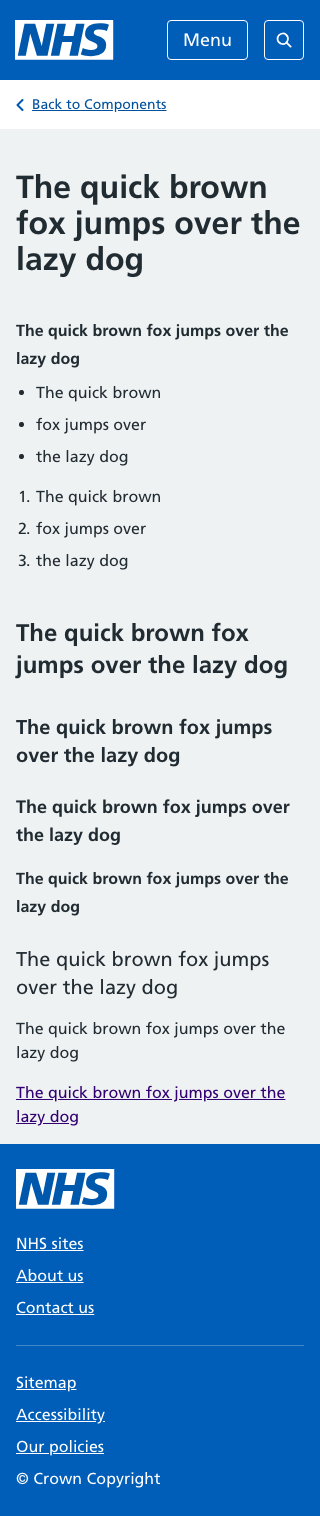 NHS
Menu
Back to Components
The quick brown
fox jumps over the
lazy dog
The quick brown fox jumps over the
lazy dog
• The quick brown
• fox jumps over
• the lazy dog
1. The quick brown
2. fox jumps over
3. the lazy dog
The quick brown fox
jumps over the lazy dog
The quick brown fox jumps
over the lazy dog
The quick brown fox jumps over
the lazy dog
The quick brown fox jumps over the
lazy dog
The quick brown fox jumps
over the lazy dog
The quick brown fox jumps over the
lazy dog
The quick brown fox jumps over the
lazy dog
NHS
NHS sites
About us
Contact us
Sitemap
Accessibility
Our policies
© Crown Copyright